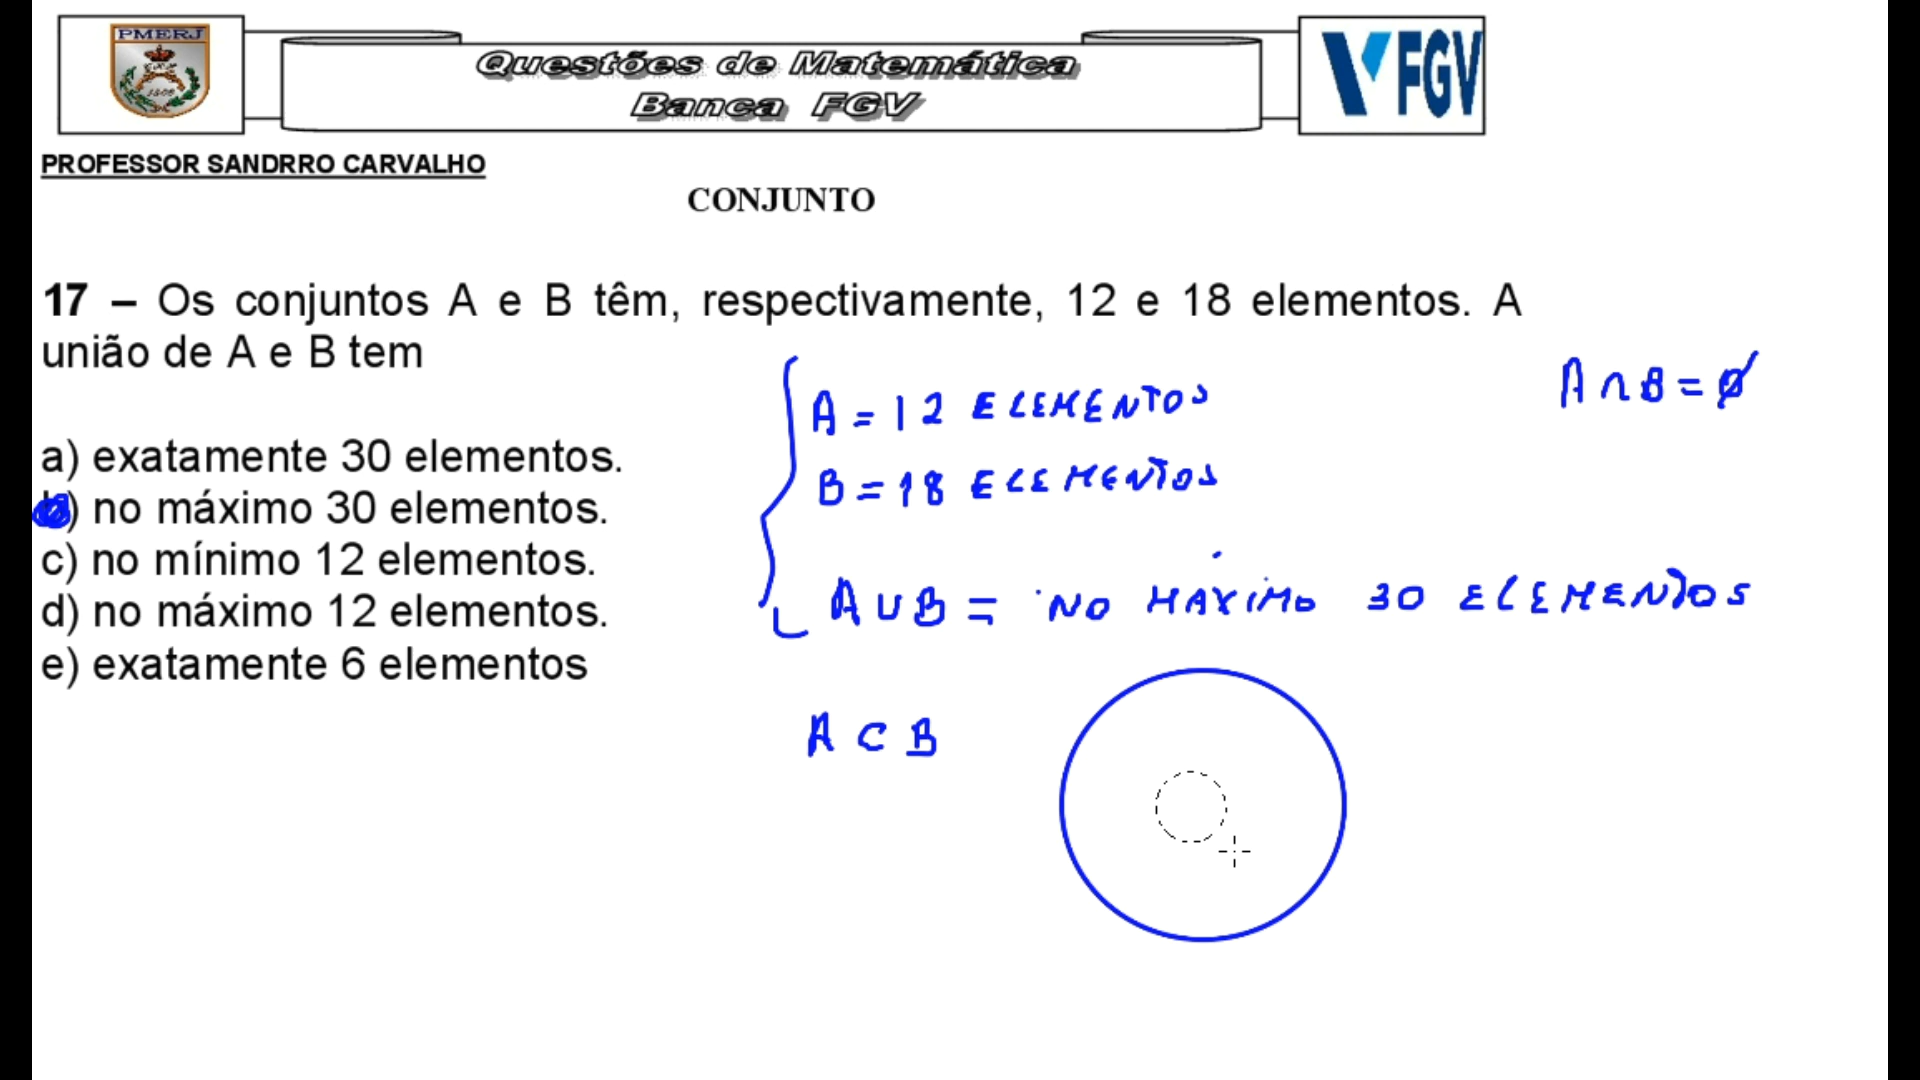 PMERJ
1809
Questões de Matemática
Banca FGV
FGV
PROFESSOR SANDRRO CARVALHO
CONJUNTO
17 – Os conjuntos A e B têm, respectivamente, 12 e 18 elementos. A
união de A e B tem
a) exatamente 30 elementos.
b) no máximo 30 elementos.
c) no mínimo 12 elementos.
d) no máximo 12 elementos.
e) exatamente 6 elementos
A = 12 ELEMENTOS
B = 18 ELEMENTOS
A ∪ B = NO MÁXIMO 30 ELEMENTOS
A ∩ B = ∅
A ⊂ B